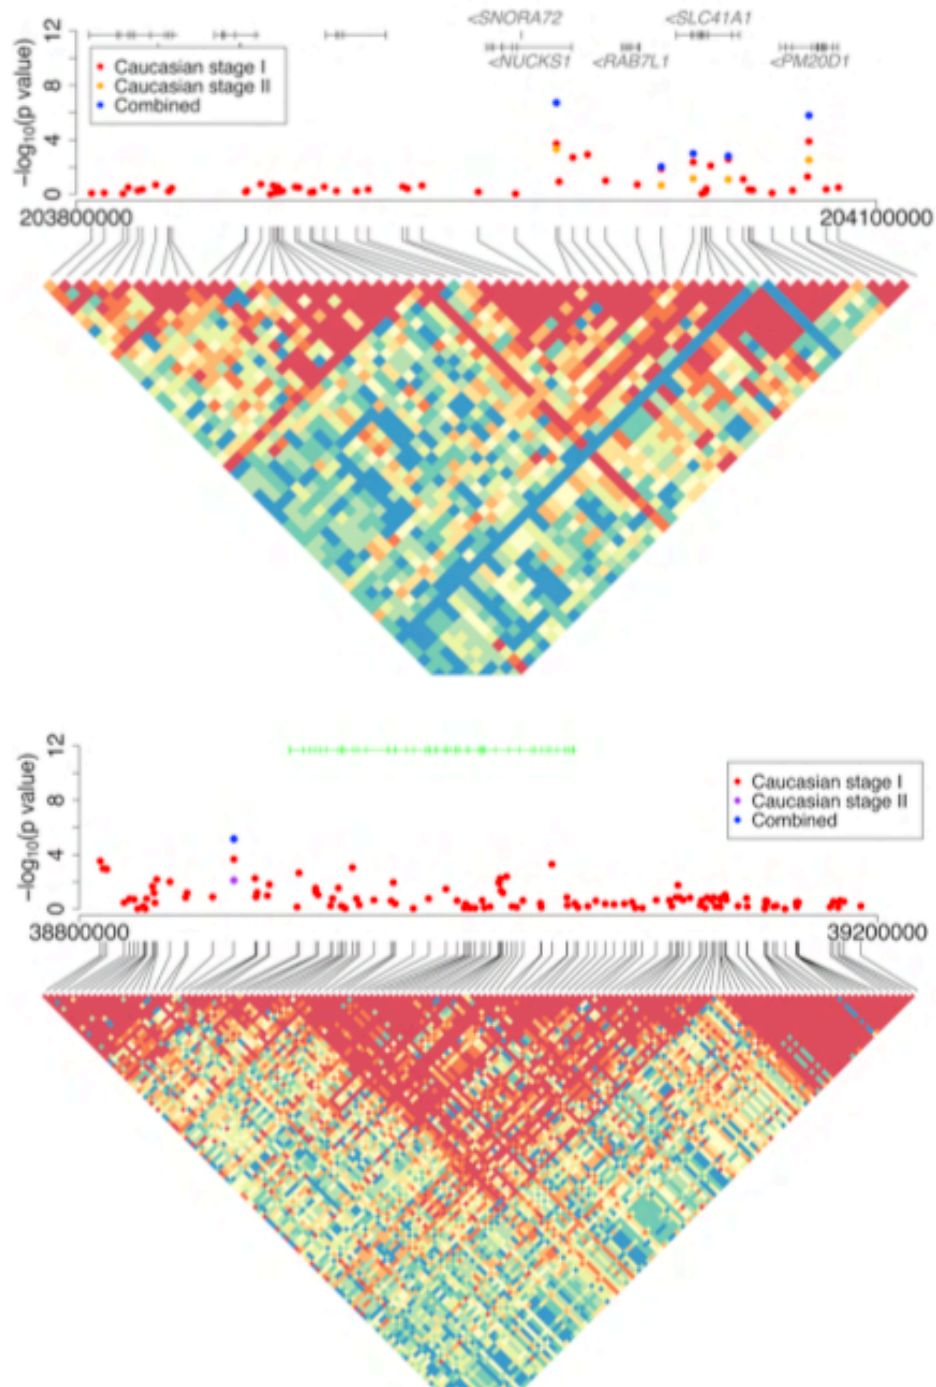 <SNORA72 <SLC41A1
<NUCKS1 <RAB7L1 <PM20D1
12
8
4
0
−log10(p value)
Caucasian stage I
Caucasian stage II
Combined
203800000 204100000
12
8
4
0
−log10(p value)
Caucasian stage I
Caucasian stage II
Combined
38800000 39200000